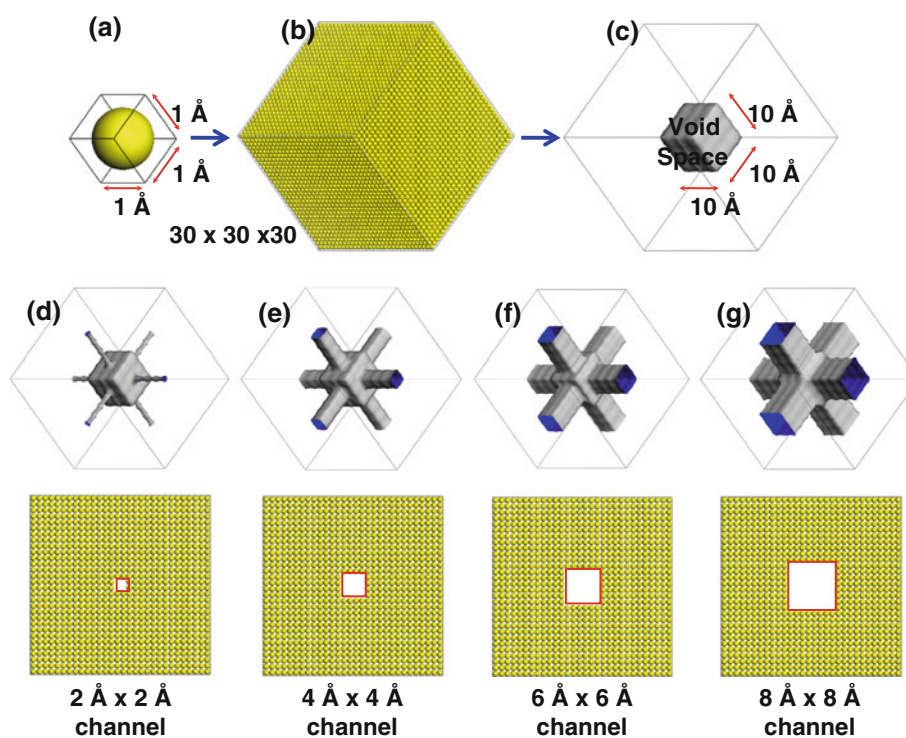 (a)
(b)
(c)
1 Å
1 Å
1 Å
30 x 30 x30
Void
Space
10 Å
10 Å
10 Å
(d)
(e)
(f)
(g)
2 Å x 2 Å
channel
4 Å x 4 Å
channel
6 Å x 6 Å
channel
8 Å x 8 Å
channel